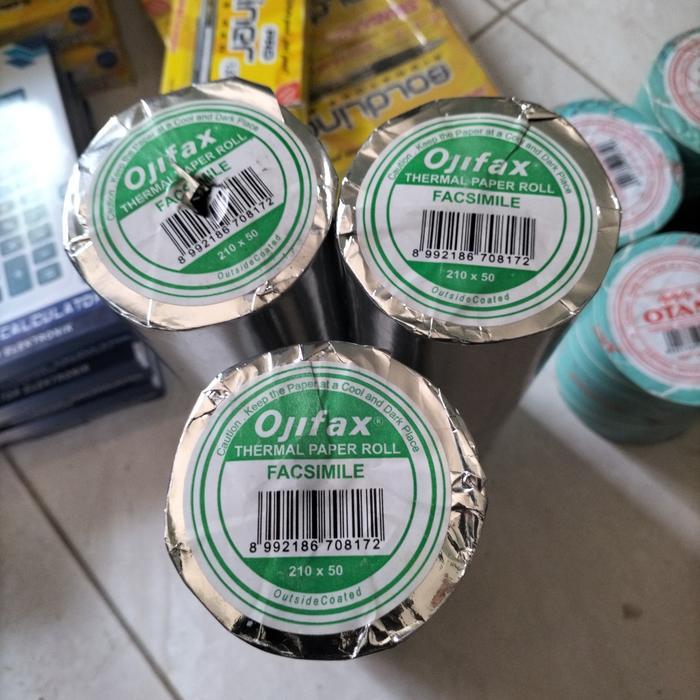 Caution . Keep the Paper at a Cool and Dark Place
Ojifax
THERMAL PAPER ROLL
8 992186 708172
210 x 50
OutsideCoated
Caution . Keep the Paper at a Cool and Dark Place
Ojifax®
THERMAL PAPER ROLL
FACSIMILE
8 992186 708172
210 x 50
OutsideCoated
Caution . Keep the Paper at a Cool and Dark Place
Ojifax®
THERMAL PAPER ROLL
FACSIMILE
8 992186 708172
210 x 50
OutsideCoated
CALCULATOR
ELEKTRONIK